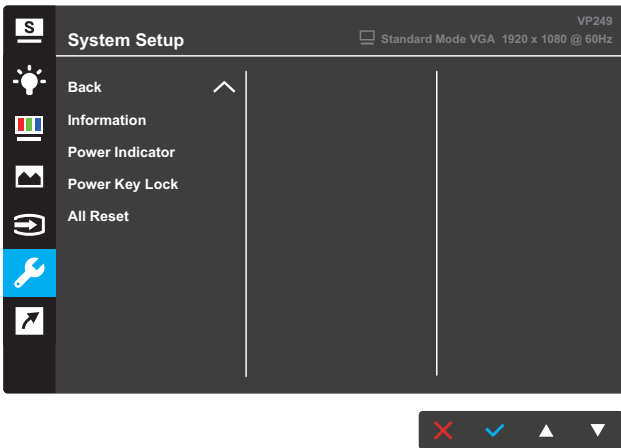 S
VP249
System Setup
Standard Mode VGA 1920 x 1080 @ 60Hz
Back
Information
Power Indicator
Power Key Lock
All Reset